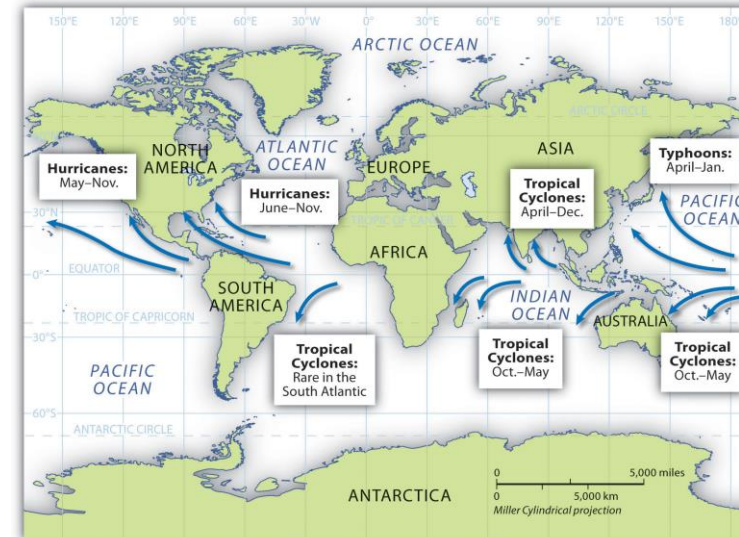 150°E 120°W 90°W 60°W 30°W 0° 30°E 60°E 90°E 120°E 150°E 180°
ARCTIC OCEAN
ARCTIC CIRCLE
NORTH
AMERICA
ATLANTIC
OCEAN
EUROPE
ASIA
Hurricanes:
May–Nov.
Hurricanes:
June–Nov.
Tropical
Cyclones:
April–Dec.
Typhoons:
April–Jan.
PACIFIC
OCEAN
30°N
TROPIC OF CANCER
AFRICA
EQUATOR
0°
SOUTH
AMERICA
INDIAN
OCEAN
TROPIC OF CAPRICORN
AUSTRALIA
30°S
PACIFIC
OCEAN
Tropical
Cyclones:
Rare in the
South Atlantic
Tropical
Cyclones:
Oct.–May
Tropical
Cyclones:
Oct.–May
60°S
ANTARCTIC CIRCLE
ANTARCTICA
0 5,000 miles
0 5,000 km
Miller Cylindrical projection